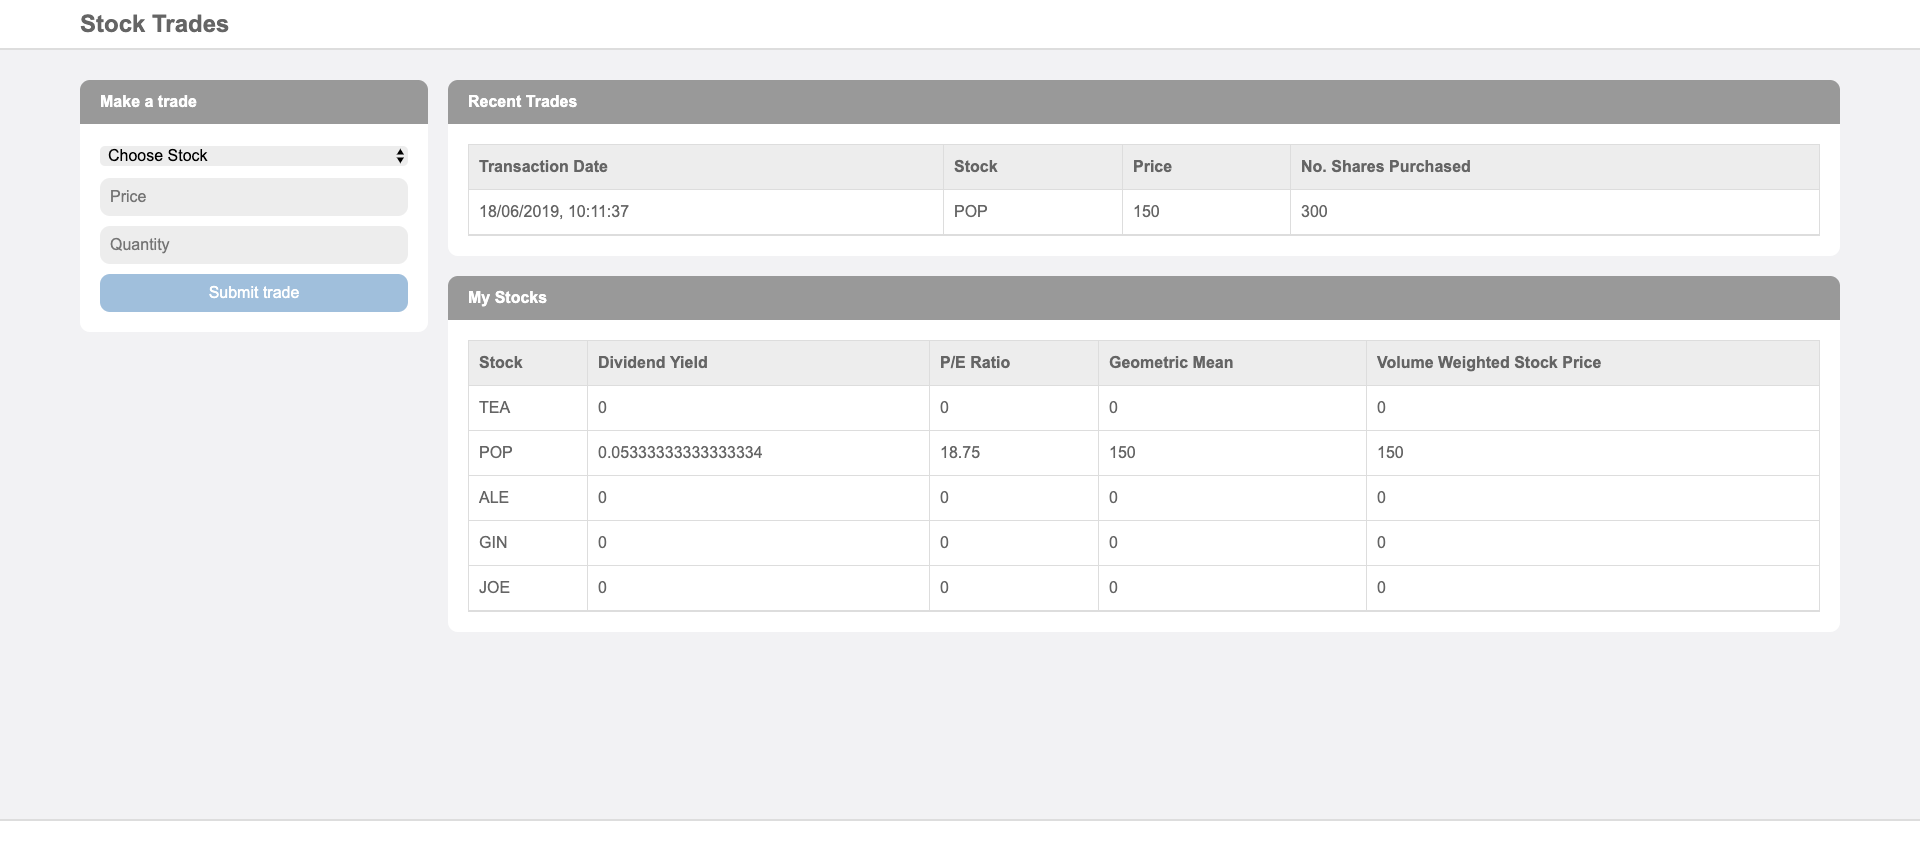 Stock Trades
Make a trade
Choose Stock
Price
Quantity
Submit trade
Recent Trades
Transaction Date Stock Price No. Shares Purchased
18/06/2019, 10:11:37 POP 150 300
My Stocks
Stock Dividend Yield P/E Ratio Geometric Mean Volume Weighted Stock Price
TEA 0 0 0 0
POP 0.05333333333333334 18.75 150 150
ALE 0 0 0 0
GIN 0 0 0 0
JOE 0 0 0 0